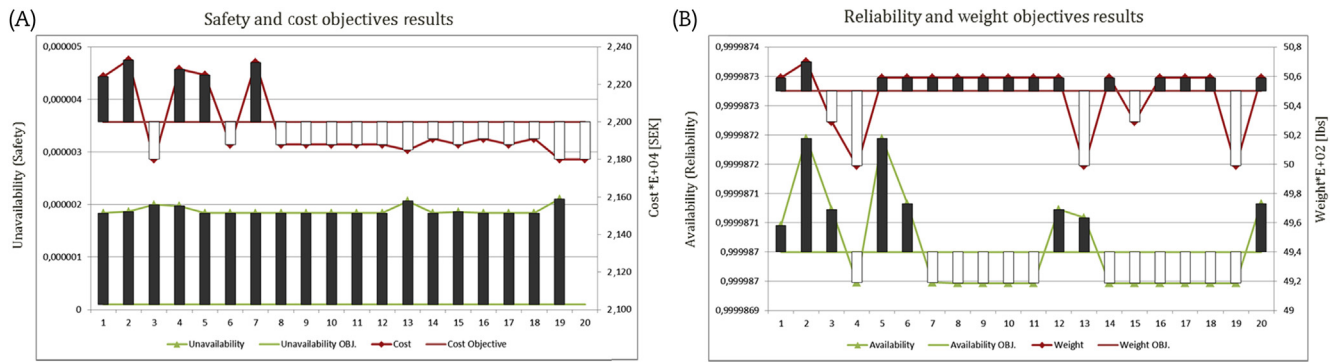 (A)
Safety and cost objectives results
Unavailability (Safety)
0,000005
0,000004
0,000003
0,000002
0,000001
0
2,240
2,220
2,200
2,180
2,160
2,140
2,120
2,100
Cost*E+04 [SEK]
1 2 3 4 5 6 7 8 9 10 11 12 13 14 15 16 17 18 19 20
Unavailability Unavailability OBJ. Cost Cost Objective
(B)
Reliability and weight objectives results
Availability (Reliability)
0,9999874
0,9999873
0,9999873
0,9999872
0,9999872
0,9999871
0,9999871
0,999987
0,999987
0,9999869
50,8
50,6
50,4
50,2
50
49,8
49,6
49,4
49,2
49
Weight*E+02 [lbs]
1 2 3 4 5 6 7 8 9 10 11 12 13 14 15 16 17 18 19 20
Availability Availability OBJ. Weight Weight OBJ.